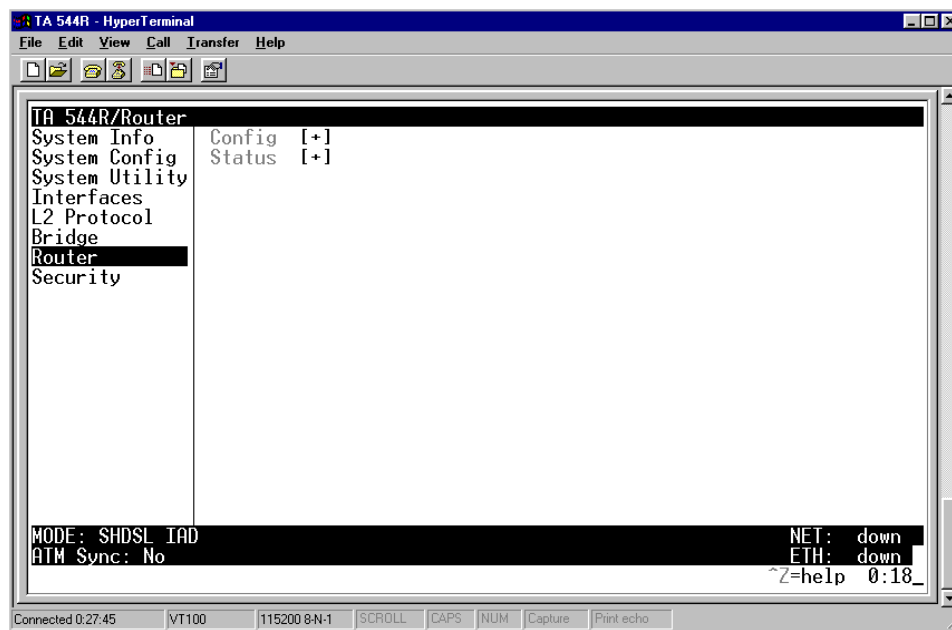 TA 544R - HyperTerminal
File Edit View Call Transfer Help
TA 544R/Router
System Info Config [+]
System Config Status [+]
System Utility
Interfaces
L2 Protocol
Bridge
Router
Security
MODE: SHDSL IAD NET: down
ATM Sync: No ETH: down
^Z=help 0:18_
Connected 0:27:45 VT100 115200 8-N-1 SCROLL CAPS NUM Capture Print echo